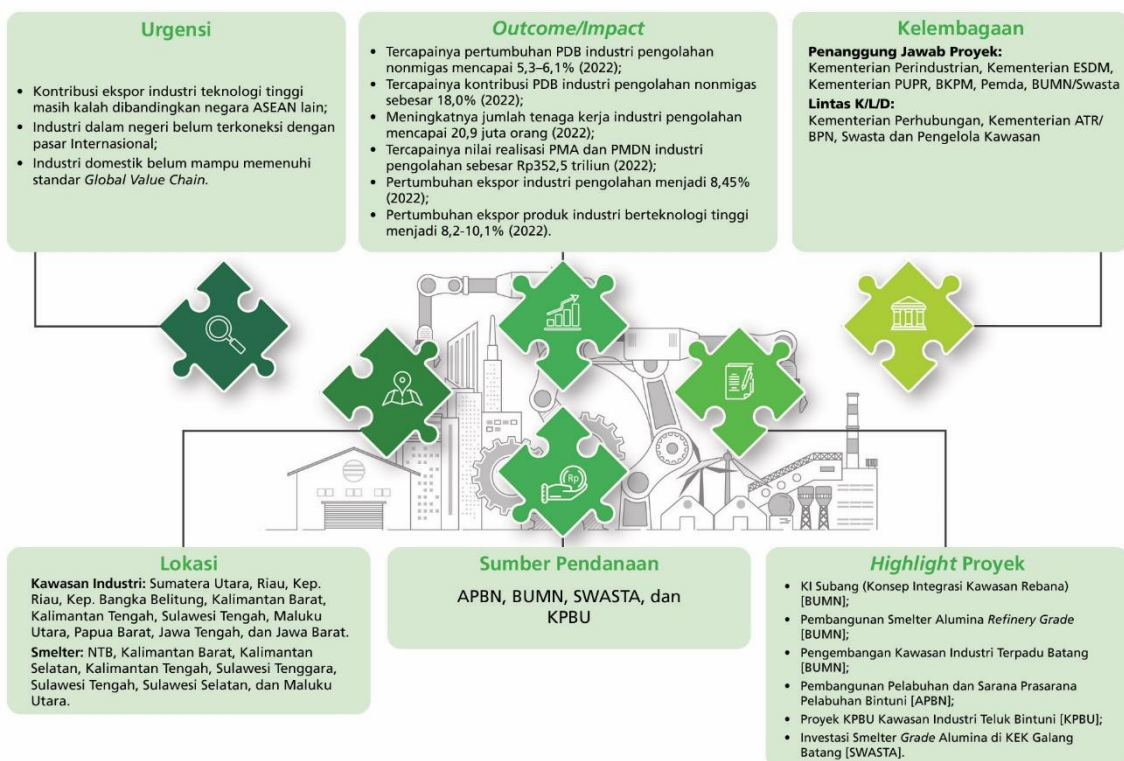 Urgensi
• Kontribusi ekspor industri teknologi tinggi
masih kalah dibandingkan negara ASEAN lain;
• Industri dalam negeri belum terkoneksi dengan
pasar Internasional;
• Industri domestik belum mampu memenuhi
standar Global Value Chain.
Outcome/Impact
• Tercapainya pertumbuhan PDB industri pengolahan
nonmigas mencapai 5,3–6,1% (2022);
• Tercapainya kontribusi PDB industri pengolahan nonmigas
sebesar 18,0% (2022);
• Meningkatnya jumlah tenaga kerja industri pengolahan
mencapai 20,9 juta orang (2022);
• Tercapainya nilai realisasi PMA dan PMDN industri
pengolahan sebesar Rp352,5 triliun (2022);
• Pertumbuhan ekspor industri pengolahan menjadi 8,45%
(2022);
• Pertumbuhan ekspor produk industri berteknologi tinggi
menjadi 8,2-10,1% (2022).
Kelembagaan
Penanggung Jawab Proyek:
Kementerian Perindustrian, Kementerian ESDM,
Kementerian PUPR, BKPM, Pemda, BUMN/Swasta
Lintas K/L/D:
Kementerian Perhubungan, Kementerian ATR/
BPN, Swasta dan Pengelola Kawasan
Rp
Lokasi
Kawasan Industri: Sumatera Utara, Riau, Kep.
Riau, Kep. Bangka Belitung, Kalimantan Barat,
Kalimantan Tengah, Sulawesi Tengah, Maluku
Utara, Papua Barat, Jawa Tengah, dan Jawa Barat.
Smelter: NTB, Kalimantan Barat, Kalimantan
Selatan, Kalimantan Tengah, Sulawesi Tenggara,
Sulawesi Tengah, Sulawesi Selatan, dan Maluku
Utara.
Sumber Pendanaan
APBN, BUMN, SWASTA, dan
KPBU
Highlight Proyek
• KI Subang (Konsep Integrasi Kawasan Rebana)
[BUMN];
• Pembangunan Smelter Alumina Refinery Grade
[BUMN];
• Pengembangan Kawasan Industri Terpadu Batang
[BUMN];
• Pembangunan Pelabuhan dan Sarana Prasarana
Pelabuhan Bintuni [APBN];
• Proyek KPBU Kawasan Industri Teluk Bintuni [KPBU];
• Investasi Smelter Grade Alumina di KEK Galang
Batang [SWASTA].